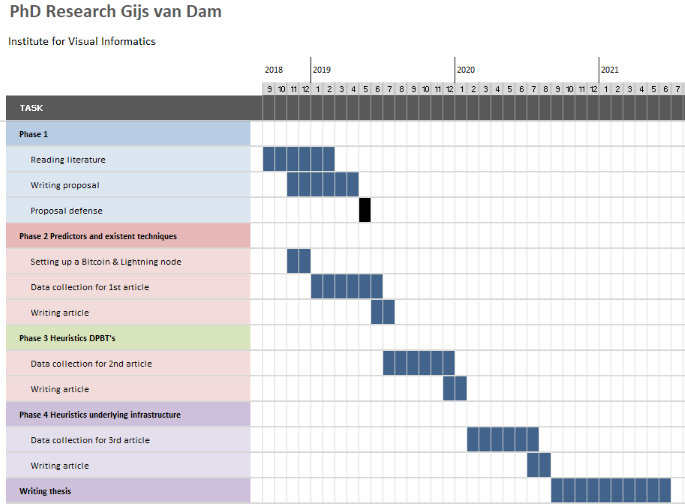 PhD Research Gijs van Dam
Institute for Visual Informatics
2018 2019 2020 2021
9 10 11 12 1 2 3 4 5 6 7 8 9 10 11 12 1 2 3 4 5 6 7 8 9 10 11 12 1 2 3 4 5 6 7
TASK
Phase 1
Reading literature
Writing proposal
Proposal defense
Phase 2 Predictors and existent techniques
Setting up a Bitcoin & Lightning node
Data collection for 1st article
Writing article
Phase 3 Heuristics DPBT's
Data collection for 2nd article
Writing article
Phase 4 Heuristics underlying infrastructure
Data collection for 3rd article
Writing article
Writing thesis